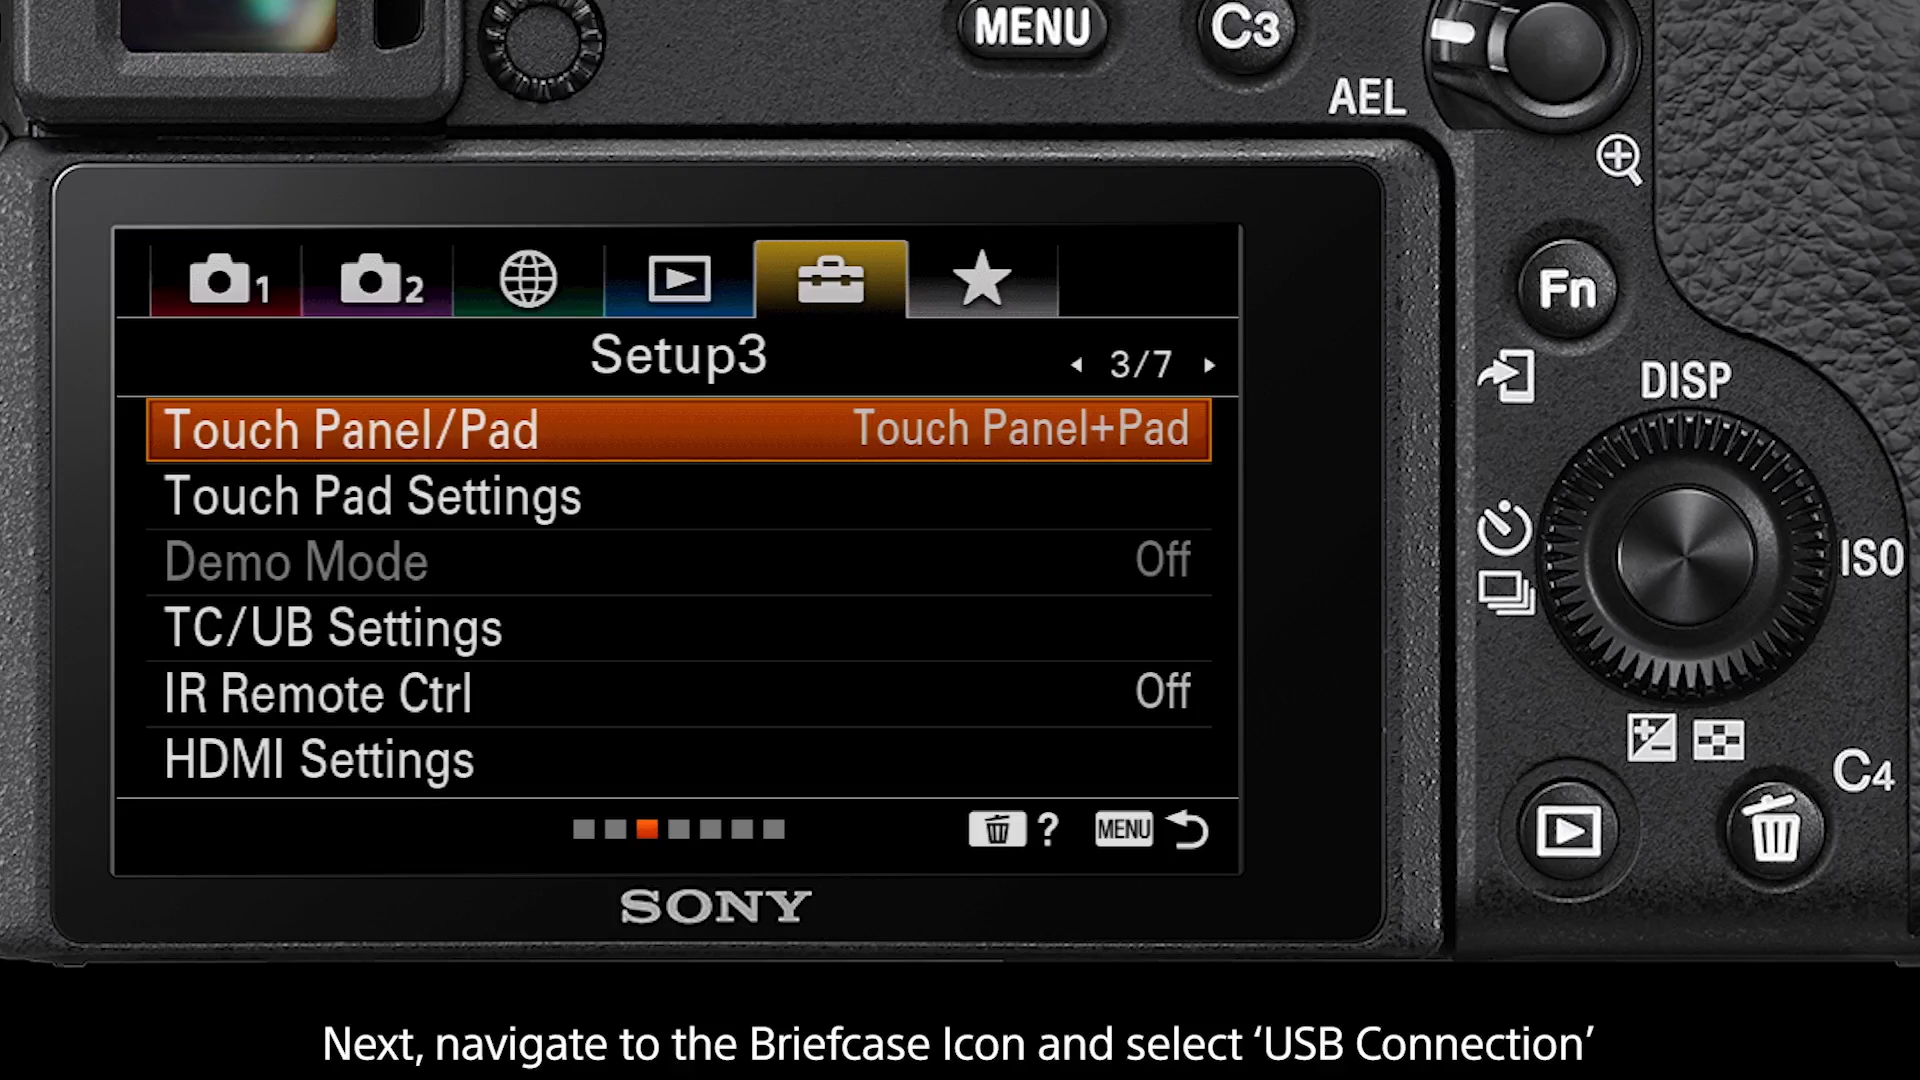 MENU
C3
AEL
1
2
Setup3
3/7
Touch Panel/Pad Touch Panel+Pad
Touch Pad Settings
Demo Mode Off
TC/UB Settings
IR Remote Ctrl Off
HDMI Settings
? MENU
SONY
Fn
DISP
ISO
C4
Next, navigate to the Briefcase Icon and select ‘USB Connection’